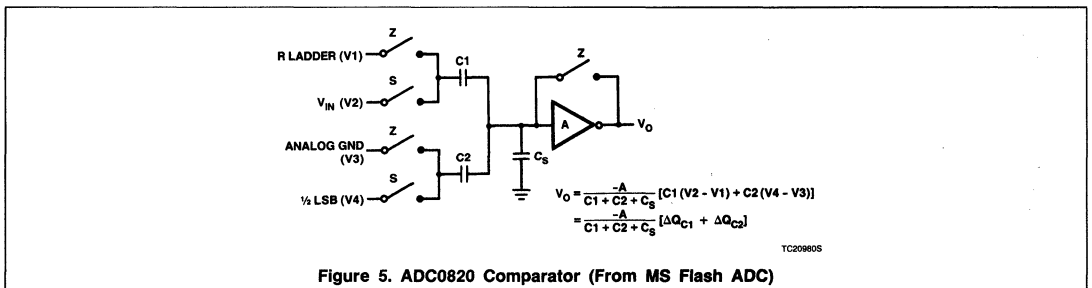 Z
R LADDER (V1)
C1
Z
S
V_IN (V2)
A
V_O
Z
ANALOG GND
(V3)
C2
C_S
S
½ LSB (V4)
V_O = -A / C1 + C2 + C_S [C1 (V2 - V1) + C2 (V4 - V3)]
= -A / C1 + C2 + C_S [ΔQ_C1 + ΔQ_C2]
TC20980S
Figure 5. ADC0820 Comparator (From MS Flash ADC)